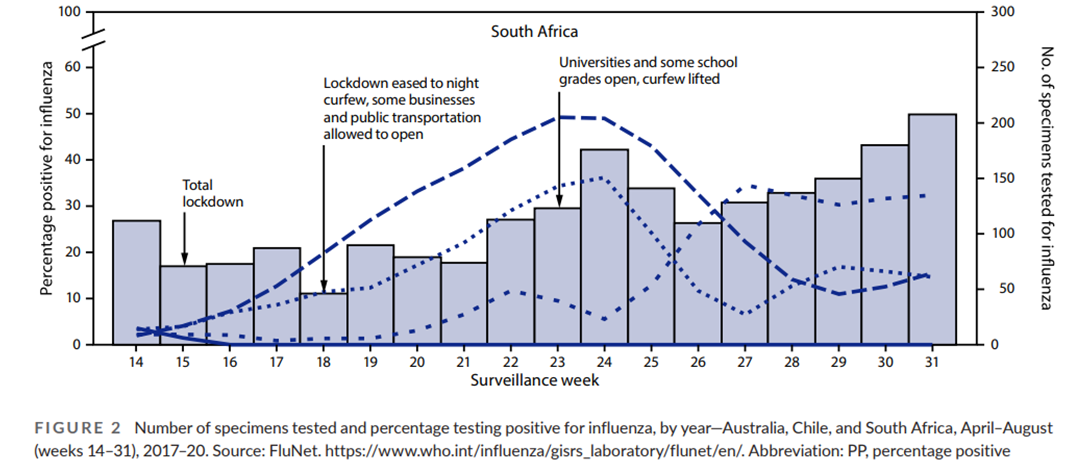 South Africa
100
60
50
40
30
20
10
0
Percentage positive for influenza
Total
lockdown
Lockdown eased to night
curfew, some businesses
and public transportation
allowed to open
Universities and some school
grades open, curfew lifted
300
250
200
150
100
50
0
No. of specimens tested for influenza
14 15 16 17 18 19 20 21 22 23 24 25 26 27 28 29 30 31
Surveillance week
FIGURE 2 Number of specimens tested and percentage testing positive for influenza, by year—Australia, Chile, and South Africa, April–August
(weeks 14–31), 2017–20. Source: FluNet. https://www.who.int/influenza/gisrs_laboratory/flunet/en/. Abbreviation: PP, percentage positive